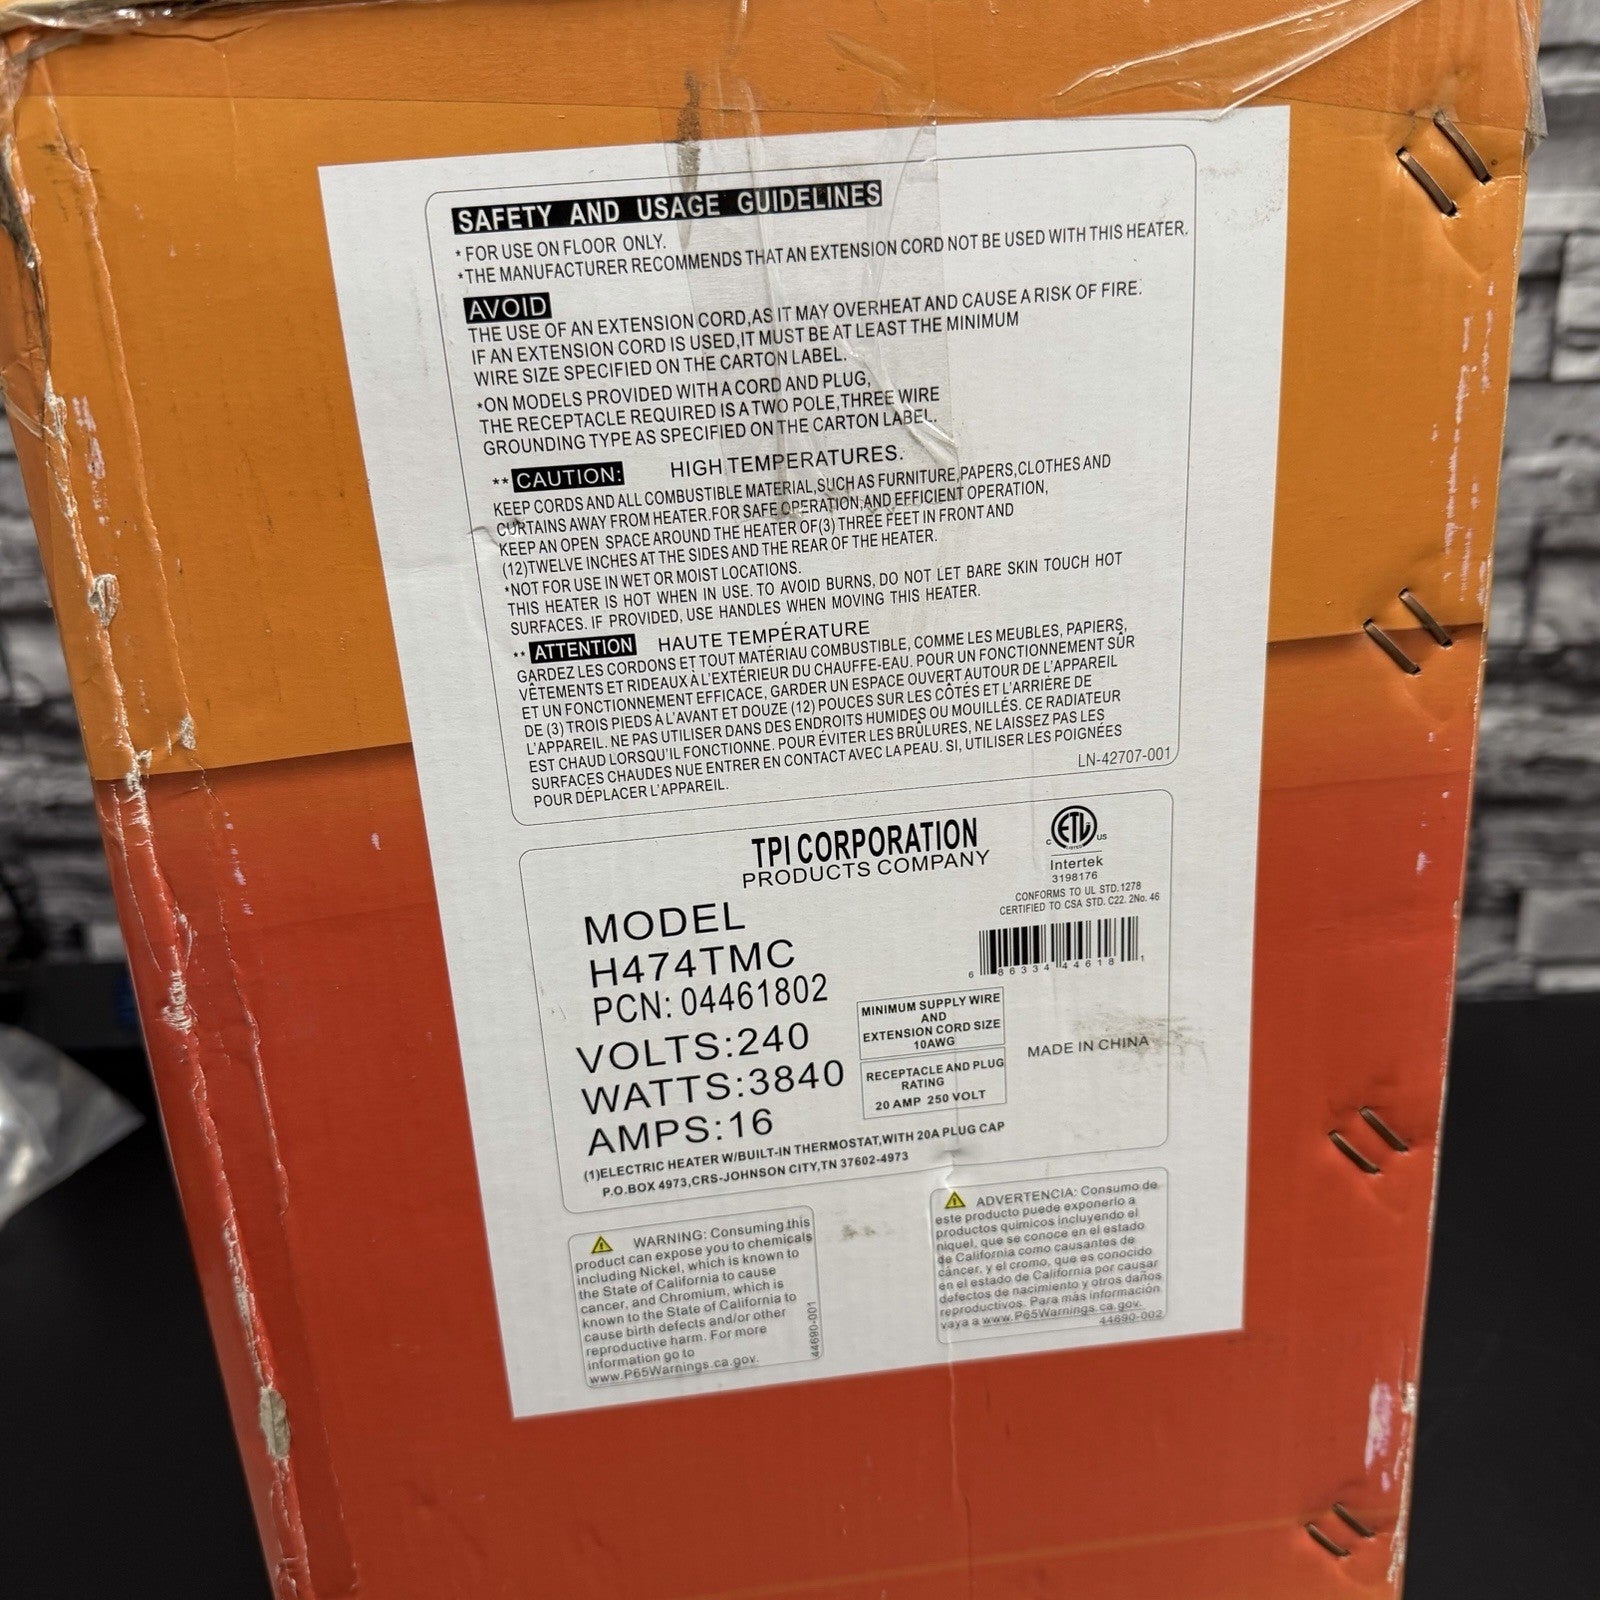 SAFETY AND USAGE GUIDELINES
* FOR USE ON FLOOR ONLY.
*THE MANUFACTURER RECOMMENDS THAT AN EXTENSION CORD NOT BE USED WITH THIS HEATER.
AVOID
THE USE OF AN EXTENSION CORD,AS IT MAY OVERHEAT AND CAUSE A RISK OF FIRE.
IF AN EXTENSION CORD IS USED,IT MUST BE AT LEAST THE MINIMUM
WIRE SIZE SPECIFIED ON THE CARTON LABEL.
*ON MODELS PROVIDED WITH A CORD AND PLUG,
THE RECEPTACLE REQUIRED IS A TWO POLE,THREE WIRE
GROUNDING TYPE AS SPECIFIED ON THE CARTON LABEL.
** CAUTION: HIGH TEMPERATURES.
KEEP CORDS AND ALL COMBUSTIBLE MATERIAL,SUCH AS FURNITURE,PAPERS,CLOTHES AND
CURTAINS AWAY FROM HEATER.FOR SAFE OPERATION,AND EFFICIENT OPERATION,
KEEP AN OPEN SPACE AROUND THE HEATER OF(3) THREE FEET IN FRONT AND
(12)TWELVE INCHES AT THE SIDES AND THE REAR OF THE HEATER.
*NOT FOR USE IN WET OR MOIST LOCATIONS.
THIS HEATER IS HOT WHEN IN USE. TO AVOID BURNS, DO NOT LET BARE SKIN TOUCH HOT
SURFACES. IF PROVIDED, USE HANDLES WHEN MOVING THIS HEATER.
** ATTENTION HAUTE TEMPÉRATURE
GARDEZ LES CORDONS ET TOUT MATÉRIAU COMBUSTIBLE, COMME LES MEUBLES, PAPIERS,
VÊTEMENTS ET RIDEAUX À L'EXTÉRIEUR DU CHAUFFE-EAU. POUR UN FONCTIONNEMENT SÛR
ET UN FONCTIONNEMENT EFFICACE, GARDER UN ESPACE OUVERT AUTOUR DE L'APPAREIL
DE (3) TROIS PIEDS A L'AVANT ET DOUZE (12) POUCES SUR LES CÔTÉS ET L'ARRIÈRE DE
L'APPAREIL. NE PAS UTILISER DANS DES ENDROITS HUMIDES OU MOUILLÉS. CE RADIATEUR
EST CHAUD LORSQU'IL FONCTIONNE. POUR ÉVITER LES BRÛLURES, NE LAISSEZ PAS LES
SURFACES CHAUDES NUE ENTRER EN CONTACT AVEC LA PEAU. SI, UTILISER LES POIGNÉES
POUR DÉPLACER L'APPAREIL.
LN-42707-001
TPI CORPORATION
PRODUCTS COMPANY
C ETL US
LISTED
Intertek
3198176
CONFORMS TO UL STD.1278
CERTIFIED TO CSA STD. C22. 2No. 46
MODEL
H474TMC
PCN: 04461802
VOLTS:240
WATTS:3840
AMPS:16
6 86334 44618 1
MINIMUM SUPPLY WIRE
AND
EXTENSION CORD SIZE
10AWG
RECEPTACLE AND PLUG
RATING
20 AMP 250 VOLT
MADE IN CHINA
(1)ELECTRIC HEATER W/BUILT-IN THERMOSTAT,WITH 20A PLUG CAP
P.O.BOX 4973,CRS-JOHNSON CITY,TN 37602-4973
WARNING: Consuming this
product can expose you to chemicals
including Nickel, which is known to
the State of California to cause
cancer, and Chromium, which is
known to the State of California to
cause birth defects and/or other
reproductive harm. For more
information go to
www.P65Warnings.ca.gov.
44690-001
ADVERTENCIA: Consumo de
este producto puede exponerlo a
productos químicos incluyendo el
níquel, que se conoce en el estado
de California como causantes de
cáncer, y el cromo, que es conocido
en el estado de California por causar
defectos de nacimiento y otros daños
reproductivos. Para más información
vaya a www.P65Warnings.ca.gov.
44690-002